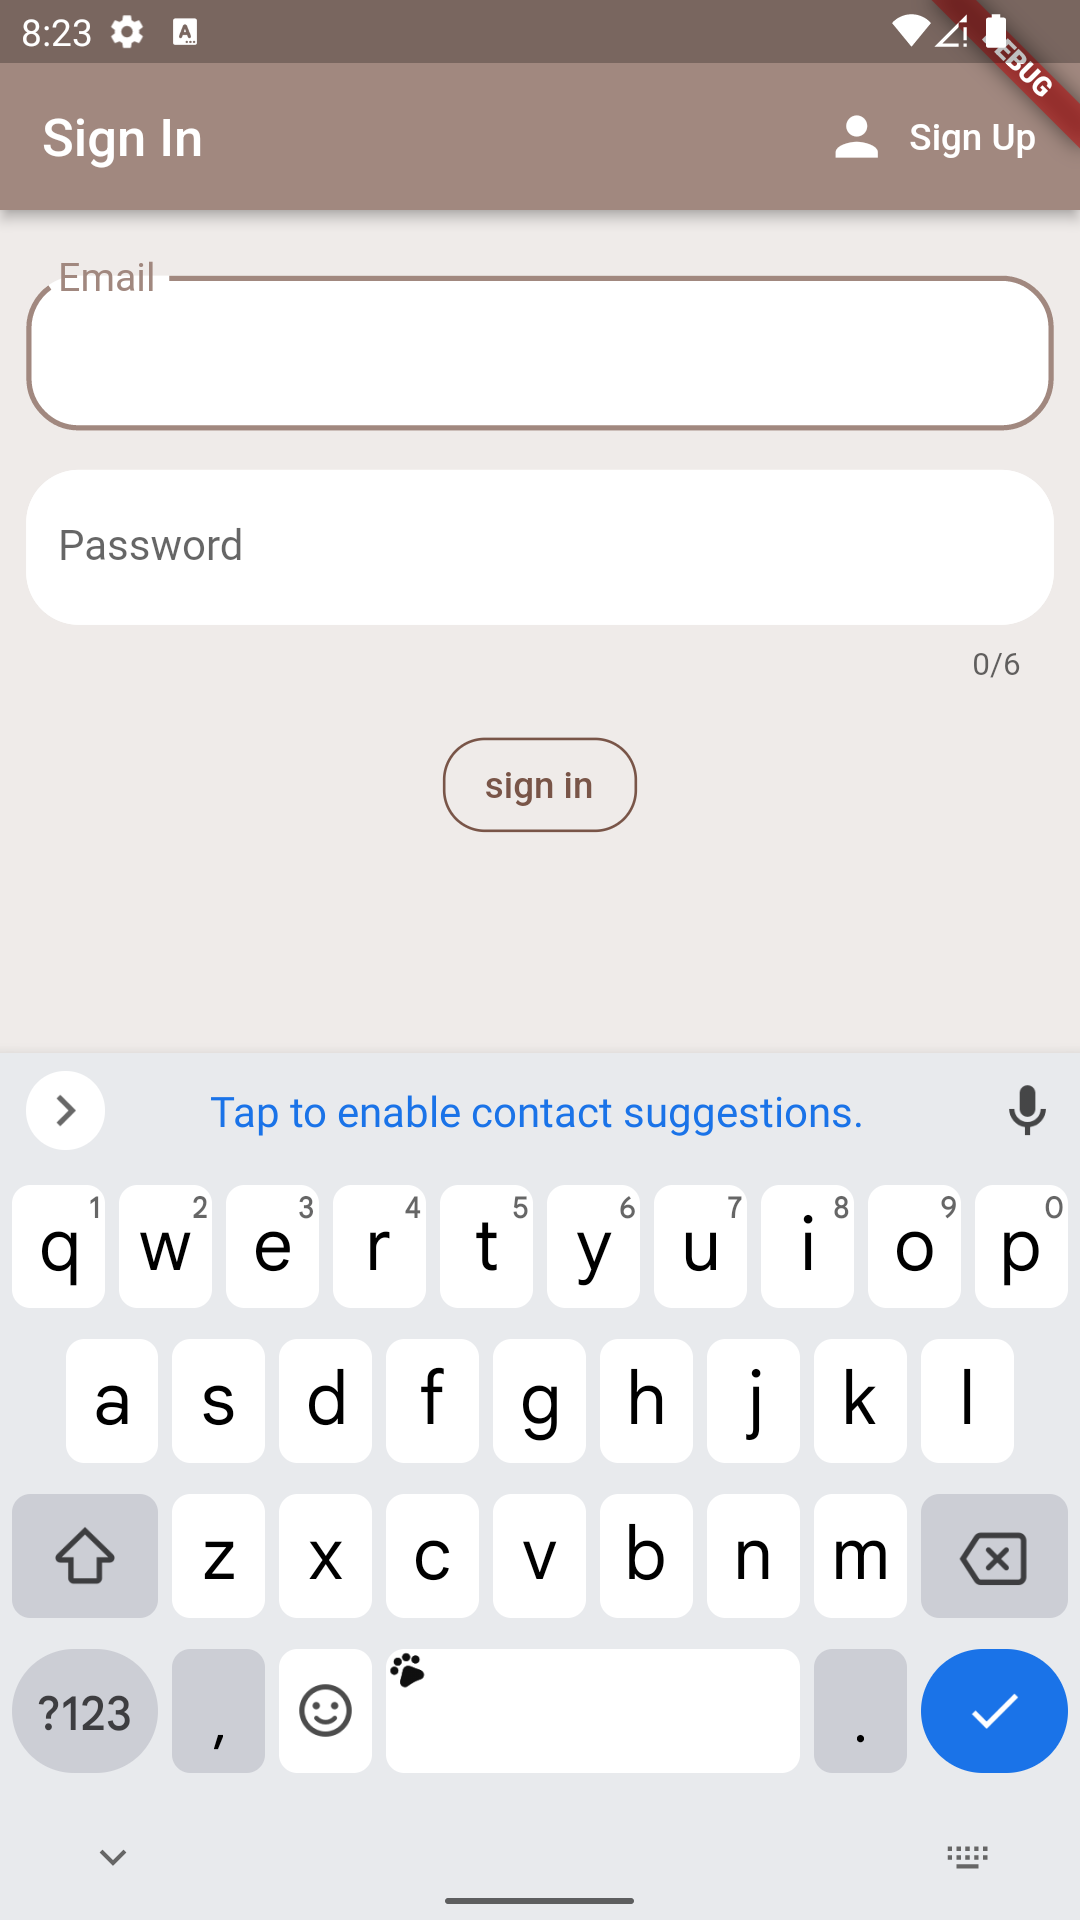 8:23
DEBUG
Sign In
Sign Up
Email
Password
0/6
sign in
Tap to enable contact suggestions.
q 1 w 2 e 3 r 4 t 5 y 6 u 7 i 8 o 9 p 0
a s d f g h j k l
z x c v b n m
?123 , .